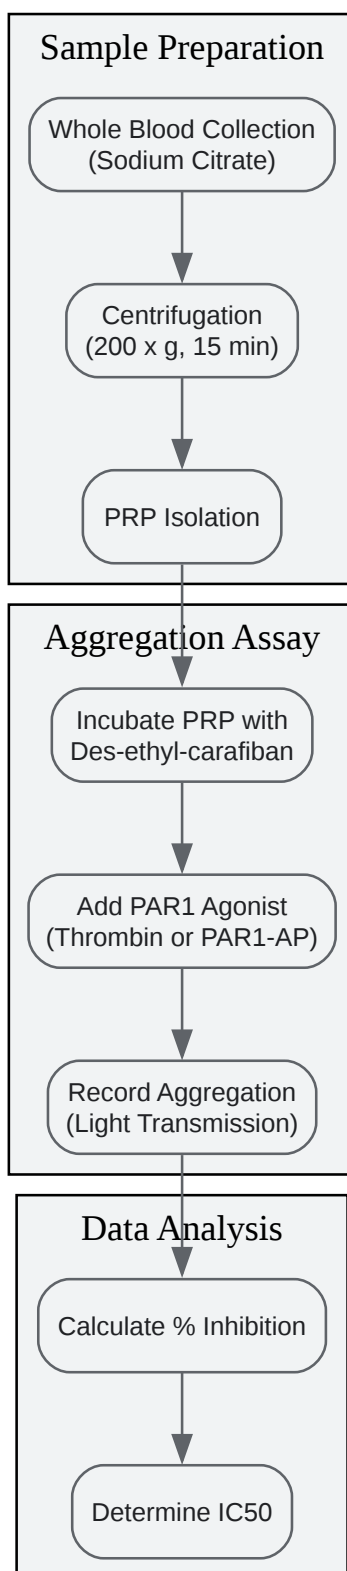 Sample Preparation
Whole Blood Collection
(Sodium Citrate)
Centrifugation
(200 x g, 15 min)
PRP Isolation
Aggregation Assay
Incubate PRP with
Des-ethyl-carafiban
Add PAR1 Agonist
(Thrombin or PAR1-AP)
Record Aggregation
(Light Transmission)
Data Analysis
Calculate % Inhibition
Determine IC50